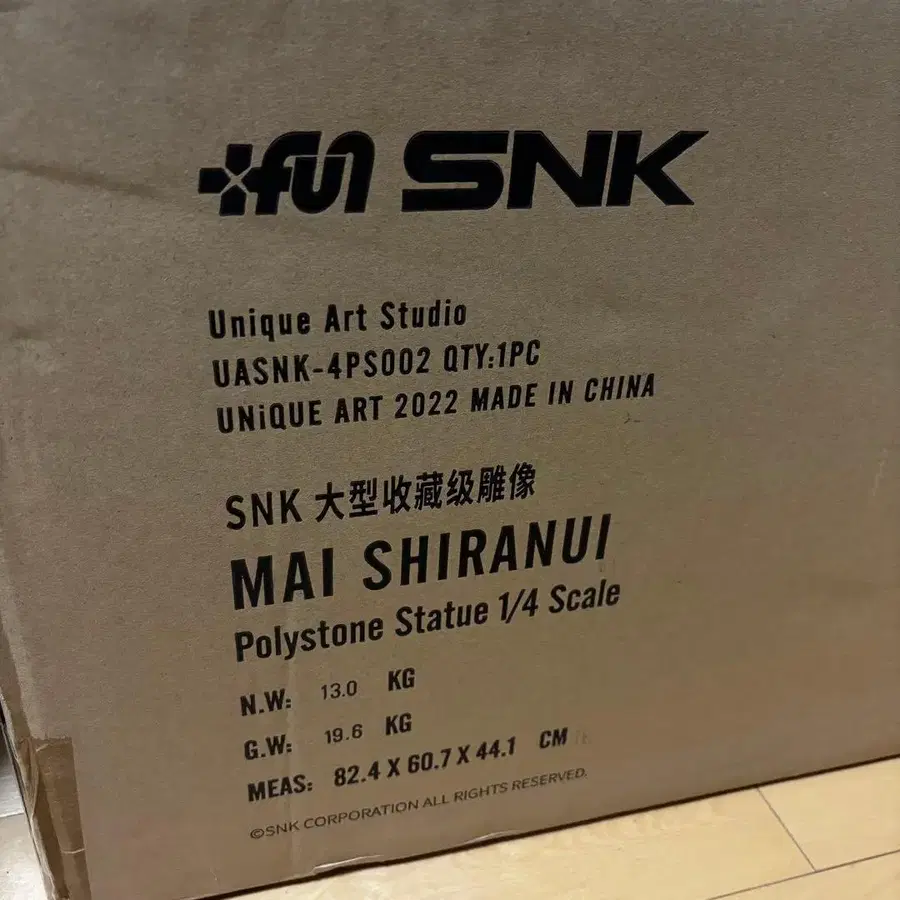 fun SNK
Unique Art Studio
UASNK-4PS002 QTY:1PC
UNiQUE ART 2022 MADE IN CHINA
SNK 大型收藏级雕像
MAI SHIRANUI
Polystone Statue 1/4 Scale
N.W: 13.0 KG
G.W: 19.6 KG
MEAS: 82.4 X 60.7 X 44.1 CM
©SNK CORPORATION ALL RIGHTS RESERVED.